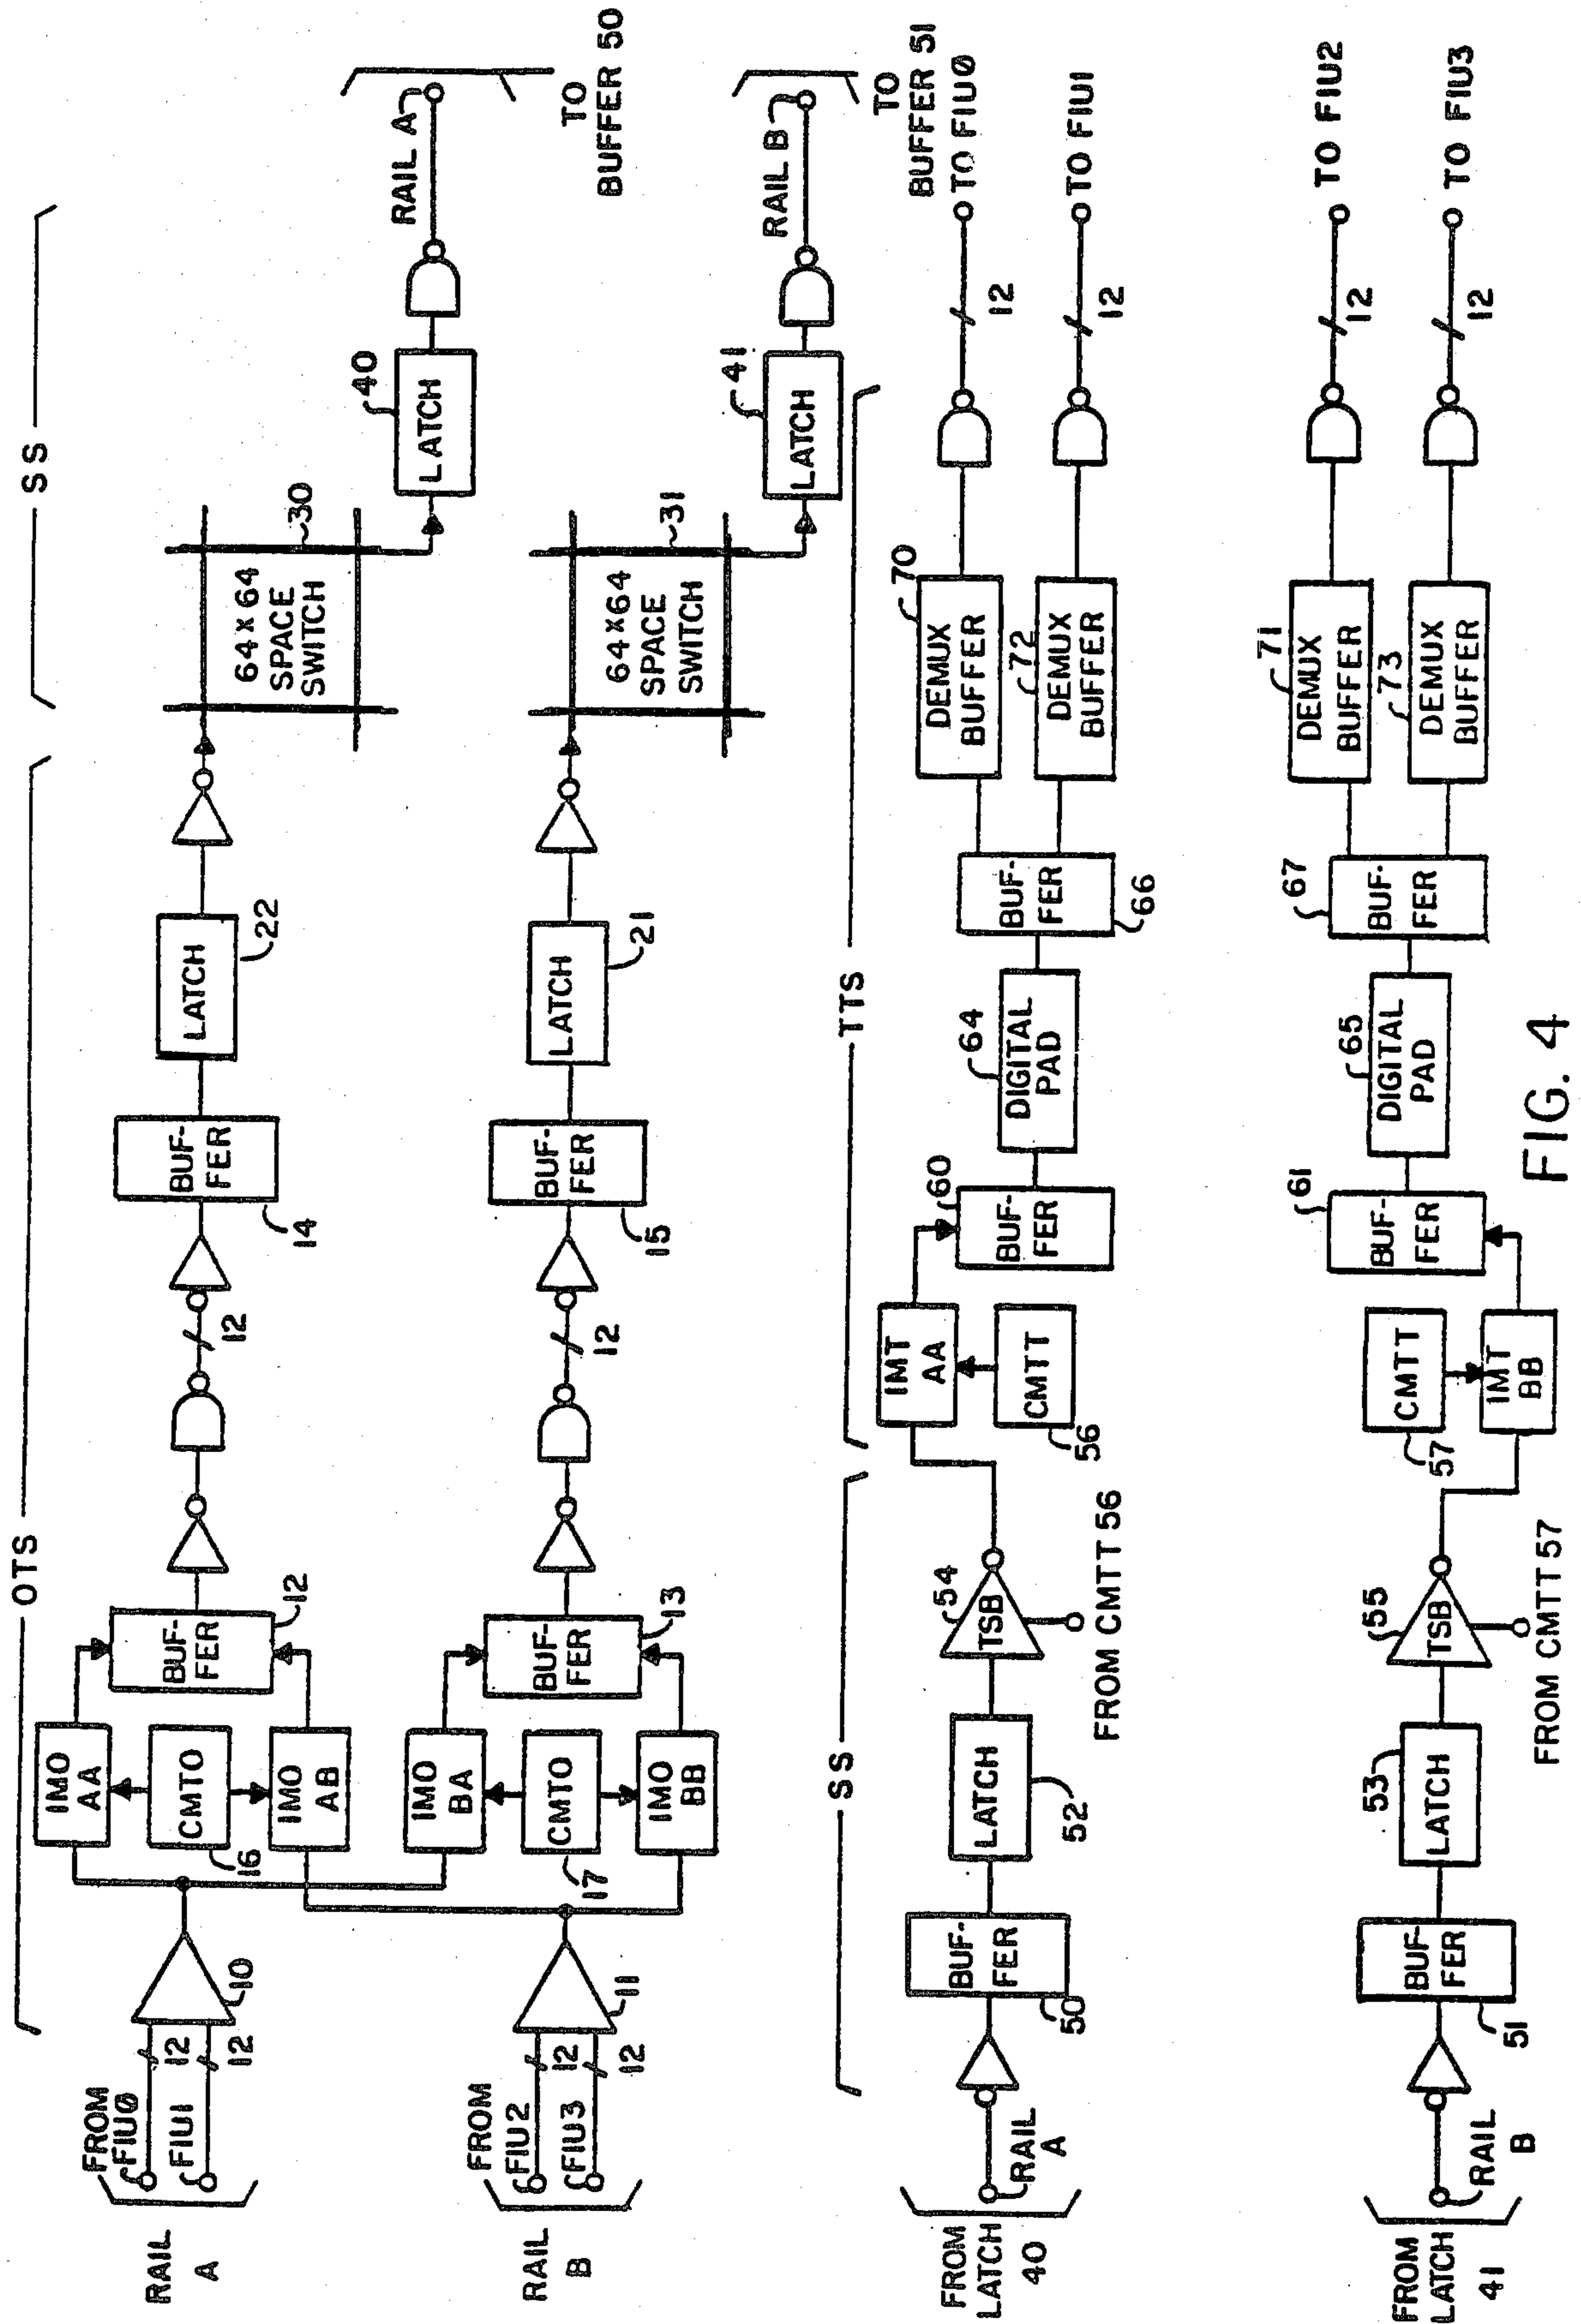 OTS
SS
RAIL
A
FROM
FIU0
FIU1
12
12
10
IMO
AA
CMTO
16
IMO
AB
BUF-
FER
12
12
BUF-
FER
14
LATCH
22
64x64
SPACE
SWITCH
30
LATCH
40
RAIL A
TO
BUFFER 50
RAIL
B
FROM
FIU2
FIU3
12
12
11
IMO
BA
CMTO
17
IMO
BB
BUF-
FER
13
12
BUF-
FER
15
LATCH
21
64x64
SPACE
SWITCH
31
LATCH
41
RAIL B
TO
BUFFER 51
SS
TTS
FROM
LATCH
40
RAIL
A
BUF-
FER
50
LATCH
52
TSB
54
FROM CMTT 56
IMT
AA
CMTT
56
BUF-
FER
60
DIGITAL
PAD
64
BUF-
FER
66
DEMUX
BUFFER
70
DEMUX
BUFFER
72
12
TO FIU0
12
TO FIU1
FROM
LATCH
41
RAIL
B
BUF-
FER
51
LATCH
53
TSB
55
FROM CMTT 57
CMTT
57
IMT
BB
BUF-
FER
61
DIGITAL
PAD
65
BUF-
FER
67
DEMUX
BUFFER
71
DEMUX
BUFFER
73
12
TO FIU2
12
TO FIU3
FIG. 4